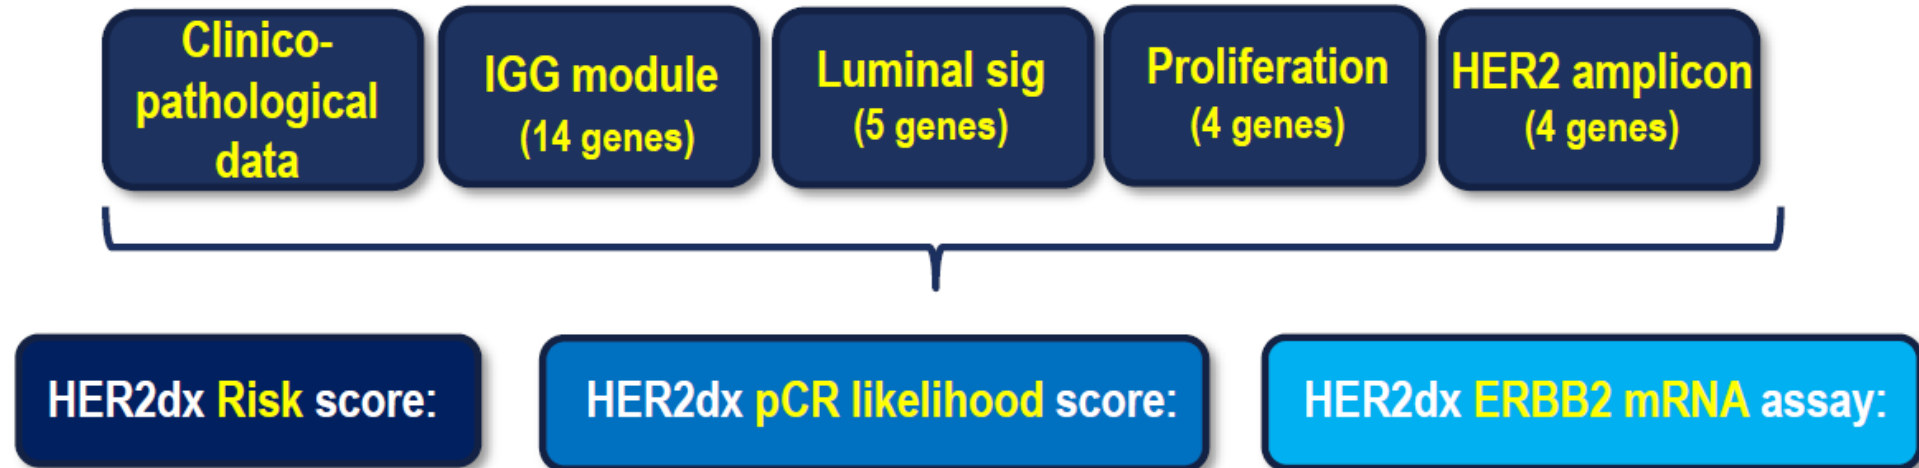 Clinico-
pathological
data
IGG module
(14 genes)
Luminal sig
(5 genes)
Proliferation
(4 genes)
HER2 amplicon
(4 genes)
HER2dx Risk score:
HER2dx pCR likelihood score:
HER2dx ERBB2 mRNA assay: